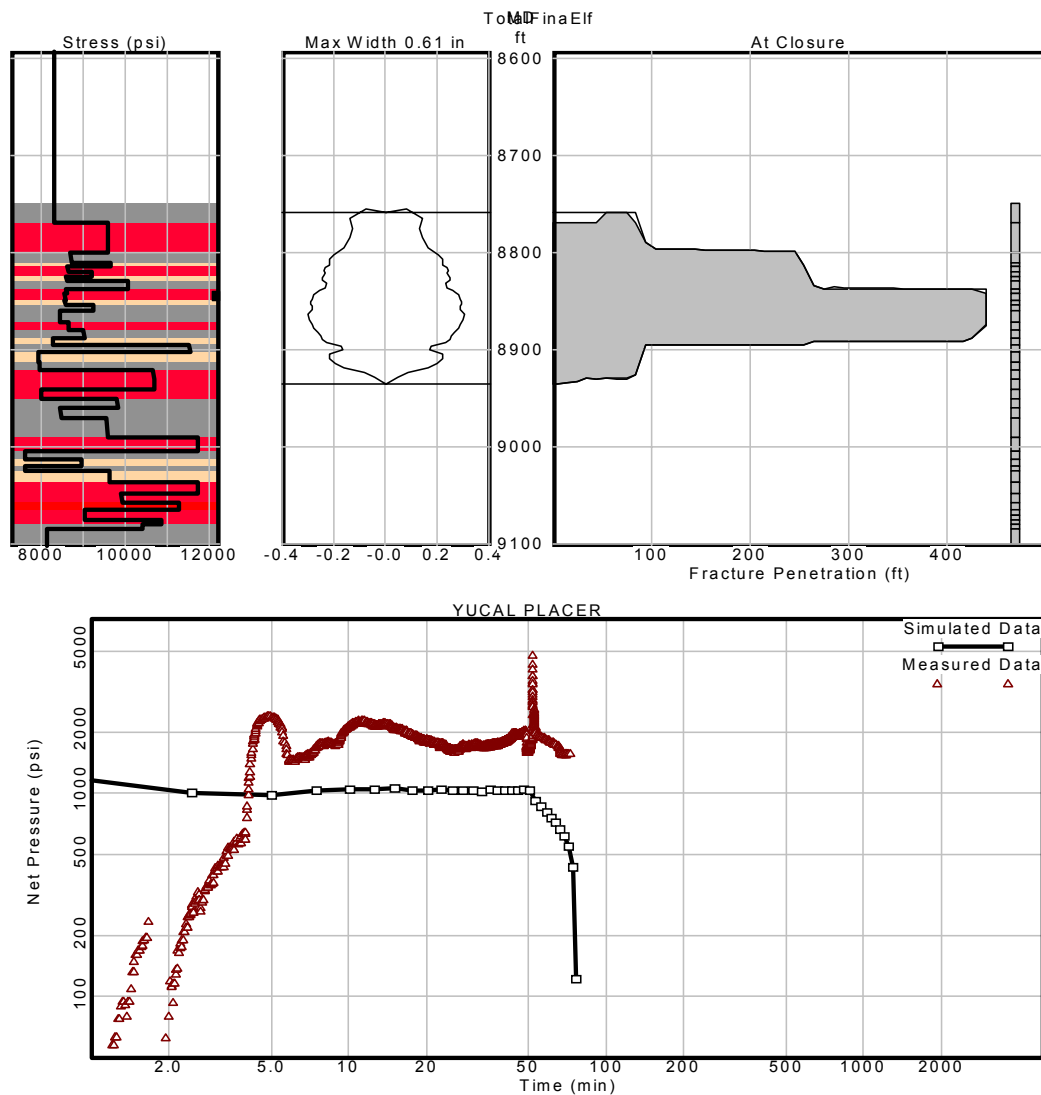 TotalFinaElf
MD
ft
Stress (psi)
Max Width 0.61 in
At Closure
8600
8700
8800
8900
9000
9100
8000 10000 12000
-0.4 -0.2 -0.0 0.2 0.4
100 200 300 400
Fracture Penetration (ft)
YUCAL PLACER
Simulated Data
Measured Data
5000
2000
1000
500
200
100
Net Pressure (psi)
2.0 5.0 10 20 50 100 200 500 1000 2000
Time (min)